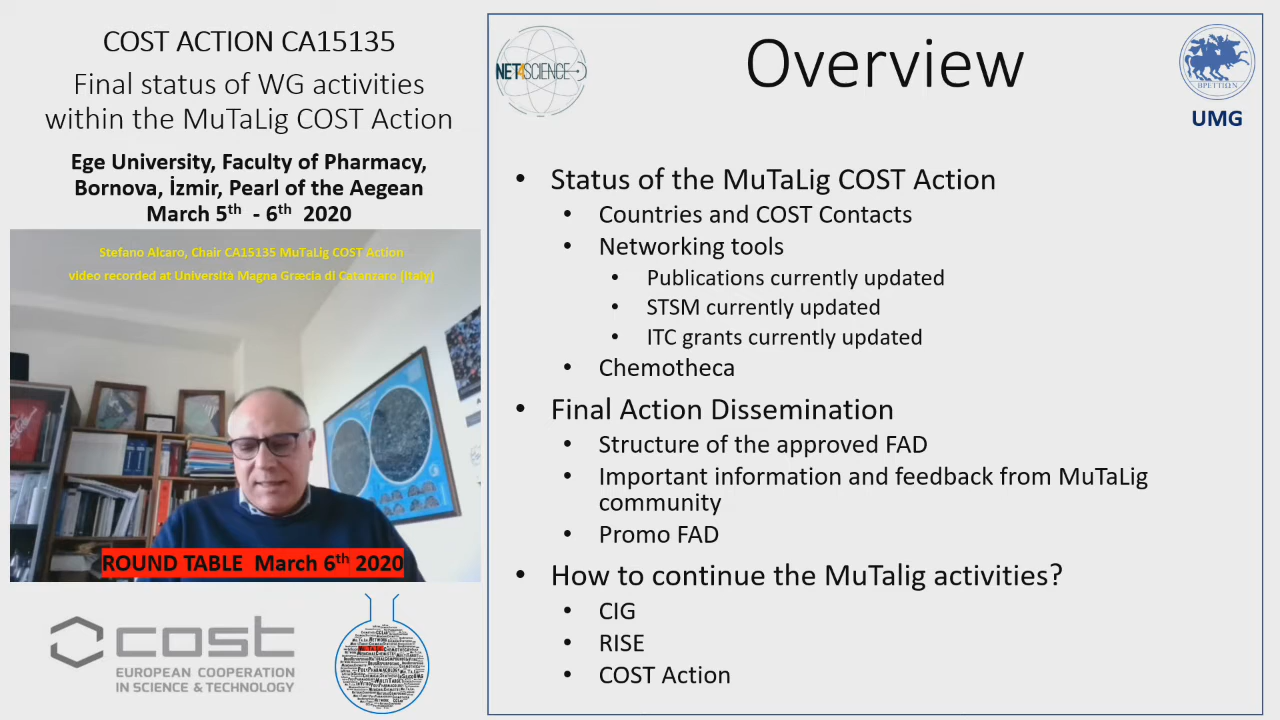 COST ACTION CA15135
Final status of WG activities
within the MuTaLig COST Action
Ege University, Faculty of Pharmacy,
Bornova, İzmir, Pearl of the Aegean
March 5th - 6th 2020
Stefano Alcaro, Chair CA15135 MuTaLig COST Action
video recorded at Università Magna Græcia di Catanzaro (Italy)
ROUND TABLE March 6th 2020
cost
EUROPEAN COOPERATION
IN SCIENCE & TECHNOLOGY
NET4SCIENCE
Overview
ΒΡΕΤΤΙΩΝ
UMG
• Status of the MuTaLig COST Action
• Countries and COST Contacts
• Networking tools
• Publications currently updated
• STSM currently updated
• ITC grants currently updated
• Chemotheca
• Final Action Dissemination
• Structure of the approved FAD
• Important information and feedback from MuTaLig
community
• Promo FAD
• How to continue the MuTalig activities?
• CIG
• RISE
• COST Action